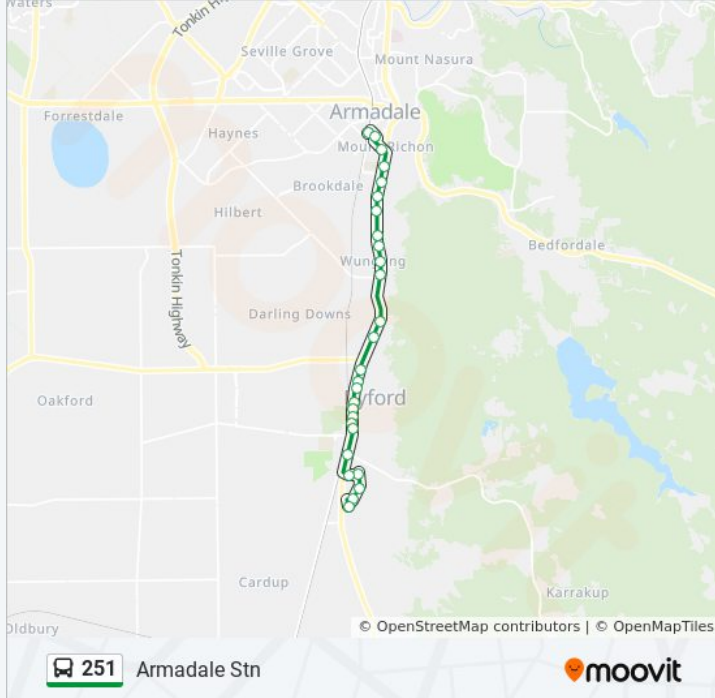 Waters
Tonkin Hig
Seville Grove
Mount Nasura
Armadale
Forrestdale
Haynes
Mount Richon
Brookdale
Hilbert
Bedfordale
Wungong
Tonkin Highway
Darling Downs
Oakford
Byford
Cardup
Karrakup
Oldbury
© OpenStreetMap contributors | © OpenMapTiles
251 Armadale Stn
moovit